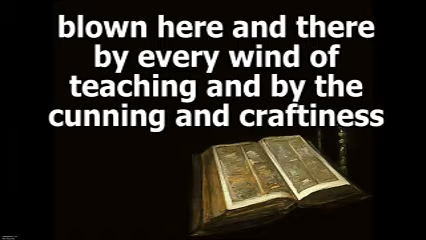 blown here and there
by every wind of
teaching and by the
cunning and craftiness